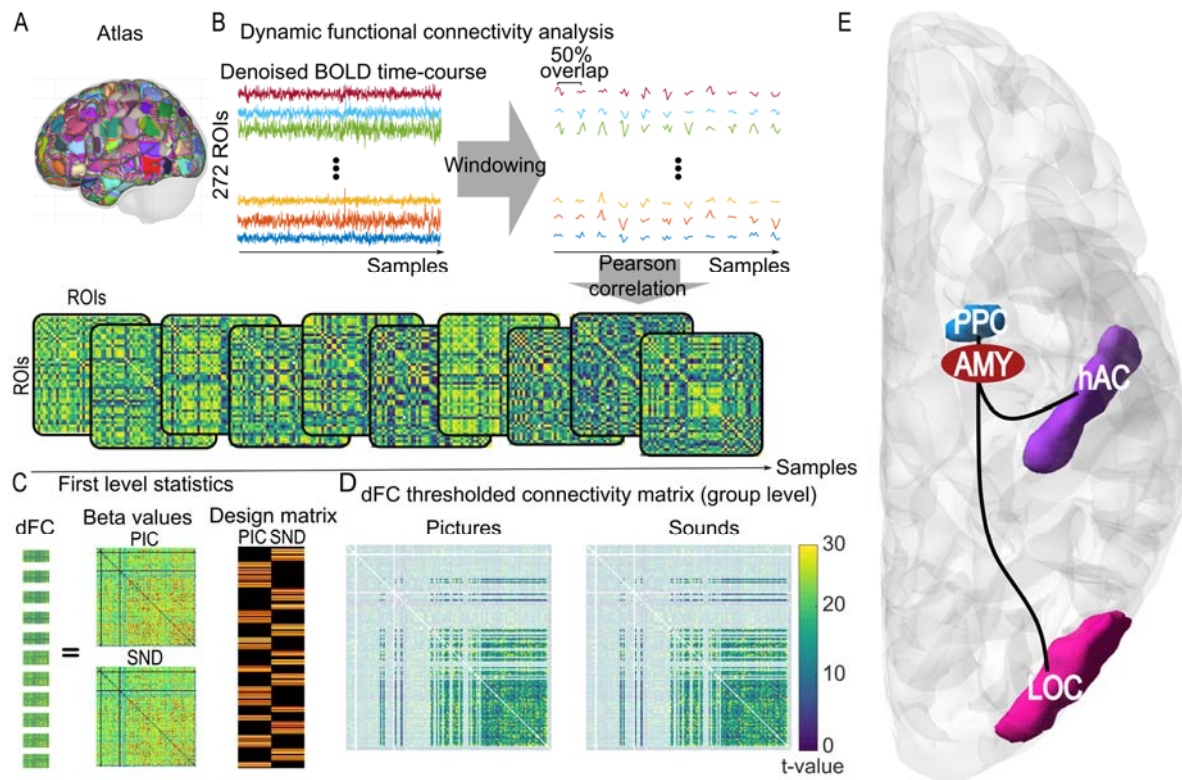 A
Atlas
B
Dynamic functional connectivity analysis
Denoised BOLD time-course
50%
overlap
272 ROIs
Windowing
Samples
Samples
Pearson
correlation
ROIs
ROIs
Samples
C
First level statistics
dFC
Beta values
PIC
SND
=
Design matrix
PIC SND
D
dFC thresholded connectivity matrix (group level)
Pictures
Sounds
30
20
10
0
t-value
E
PPC
AMY
hAC
LOC